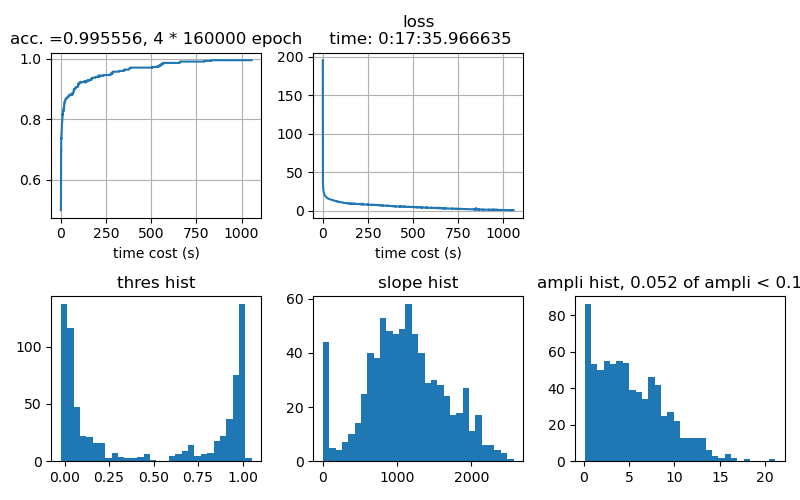 acc. =0.995556, 4 * 160000 epoch
1.0
0.8
0.6
0 250 500 750 1000
time cost (s)
loss
time: 0:17:35.966635
200
150
100
50
0
0 250 500 750 1000
time cost (s)
thres hist
100
50
0
0.00 0.25 0.50 0.75 1.00
slope hist
60
40
20
0
0 1000 2000
ampli hist, 0.052 of ampli < 0.1
80
60
40
20
0
0 5 10 15 20